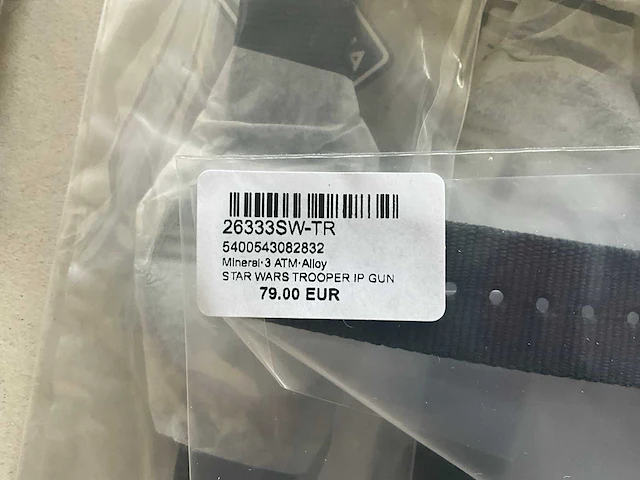 26333SW-TR
5400543082832
Mineral·3 ATM·Alloy
STAR WARS TROOPER IP GUN
79.00 EUR